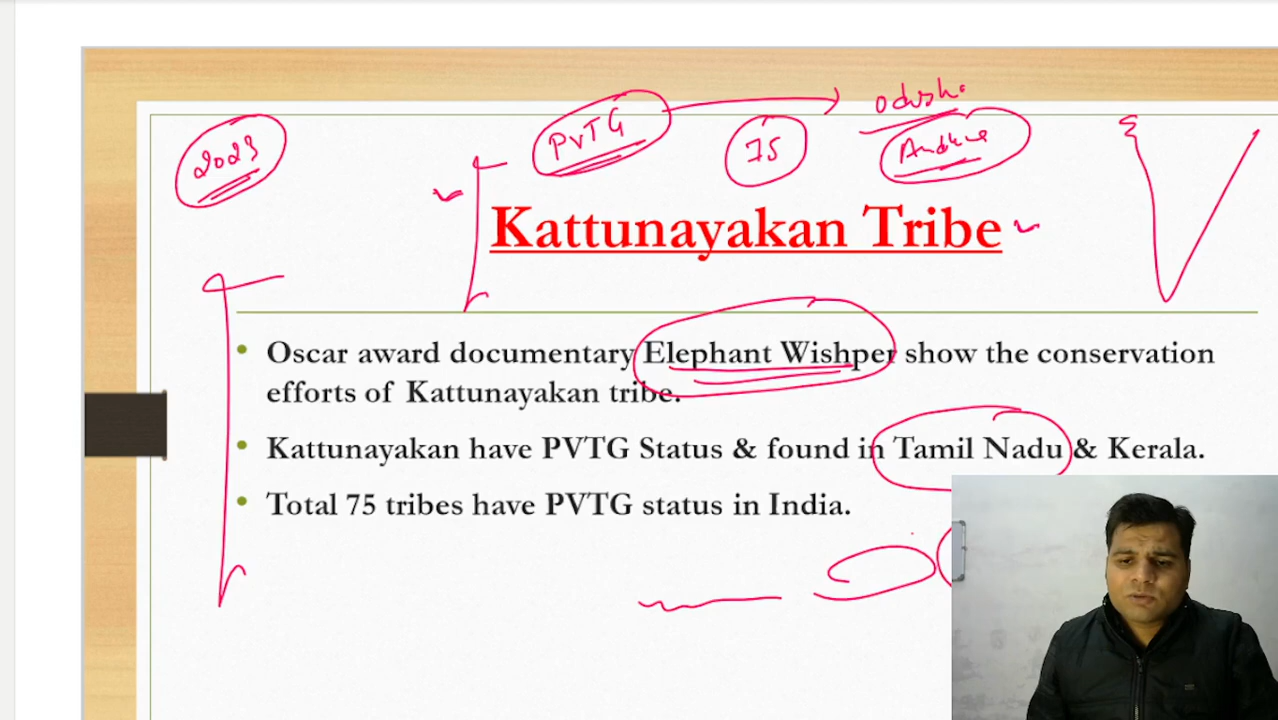 2023
PVTG
75
Odisha
Andhra
Kattunayakan Tribe
Oscar award documentary Elephant Wishper show the conservation
efforts of Kattunayakan tribe.
Kattunayakan have PVTG Status & found in Tamil Nadu & Kerala.
Total 75 tribes have PVTG status in India.